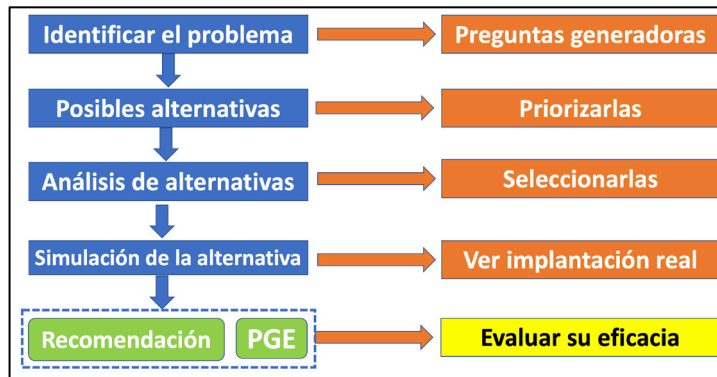 Identificar el problema
Preguntas generadoras
Posibles alternativas
Priorizarlas
Análisis de alternativas
Seleccionarlas
Simulación de la alternativa
Ver implantación real
Recomendación
PGE
Evaluar su eficacia